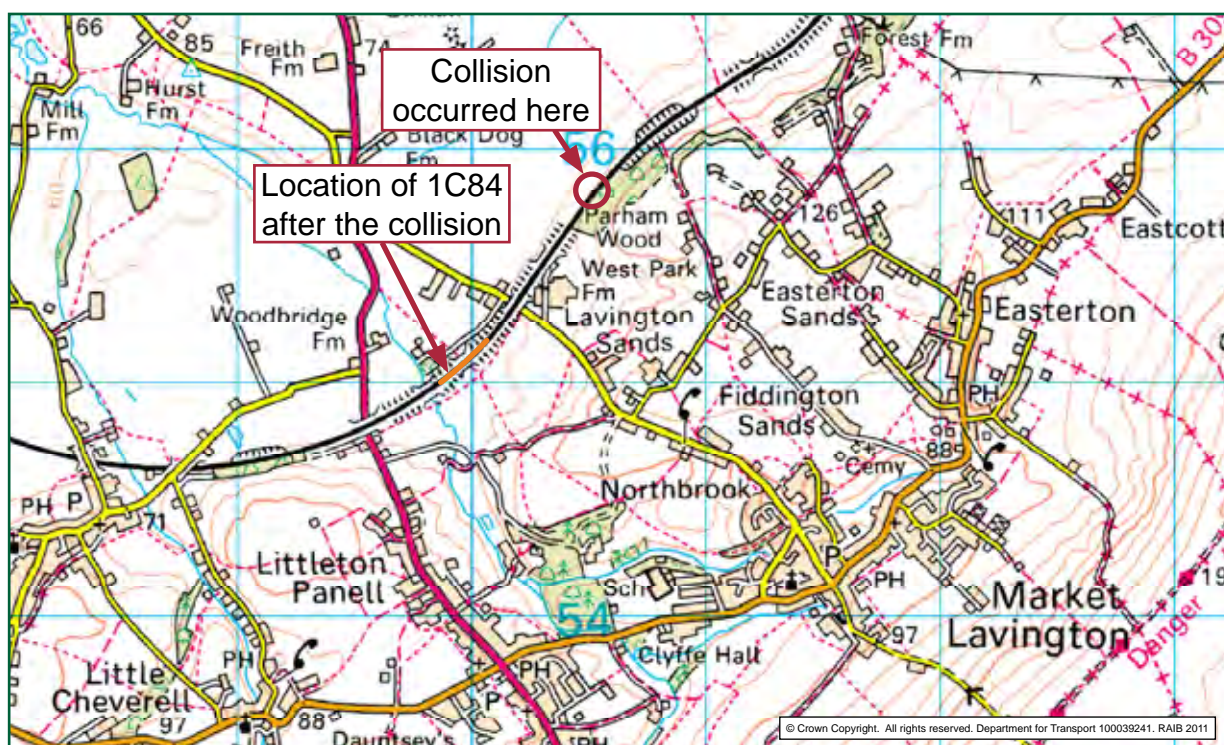 66
85
Freith
Fm
74
Hurst
Fm
Mill
Fm
Black Dog
Fm
Collision
occurred here
56
Forest Fm
B 30
Location of 1C84
after the collision
Parham
Wood
126
111
Eastcott
West Park
Fm
Lavington
Sands
Easterton
Sands
Easterton
Woodbridge
Fm
PH
Fiddington
Sands
Cemy
88
Northbrook
PH
P
71
Littleton
Panell
Sch
P
PH
Market
Lavington
19
Danger
54
97
Clyffe Hall
PH
Little
Cheverell
97
88
PH
P
Dauntsey's
PH
© Crown Copyright. All rights reserved. Department for Transport 100039241. RAIB 2011